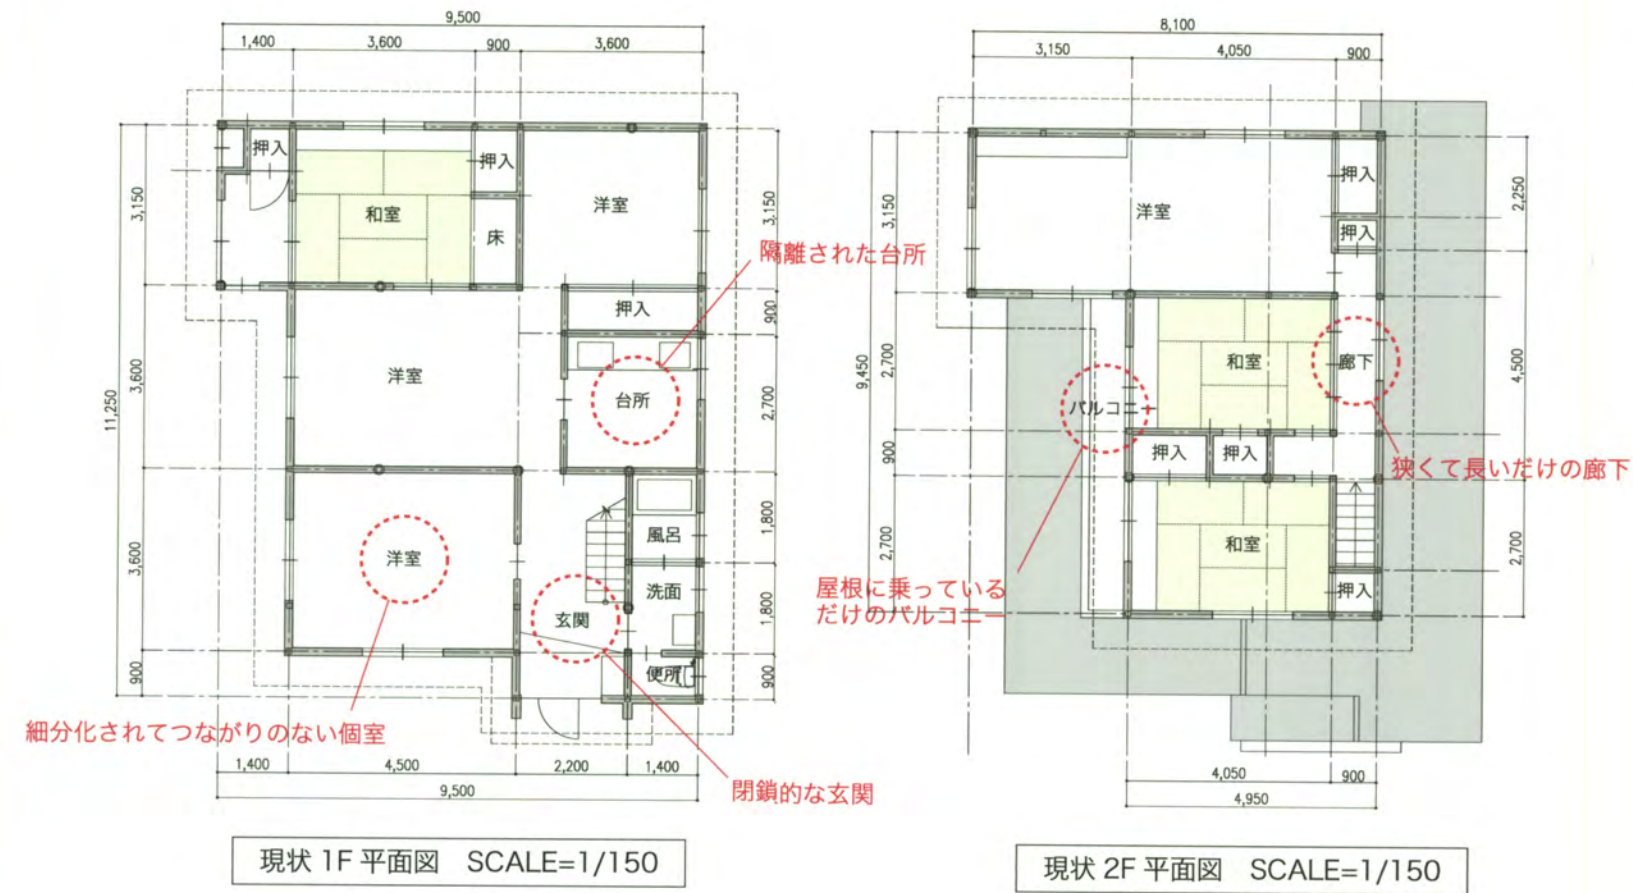 9,500
1,400
3,600
900
3,600
押入
和室
押入
床
洋室
3,150
3,150
隔離された台所
押入
900
洋室
台所
3,600
2,700
11,250
洋室
風呂
1,800
3,600
洗面
1,800
玄関
900
便所
900
細分化されてつながりのない個室
1,400
4,500
2,200
1,400
9,500
閉鎖的な玄関
現状 1F 平面図 SCALE=1/150
8,100
3,150
4,050
900
押入
2,250
3,150
洋室
押入
9,450
2,700
和室
廊下
4,500
バルコニー
900
押入
押入
狭くて長いだけの廊下
2,700
和室
2,700
屋根に乗っている
だけのバルコニー
押入
4,050
900
4,950
現状 2F 平面図 SCALE=1/150